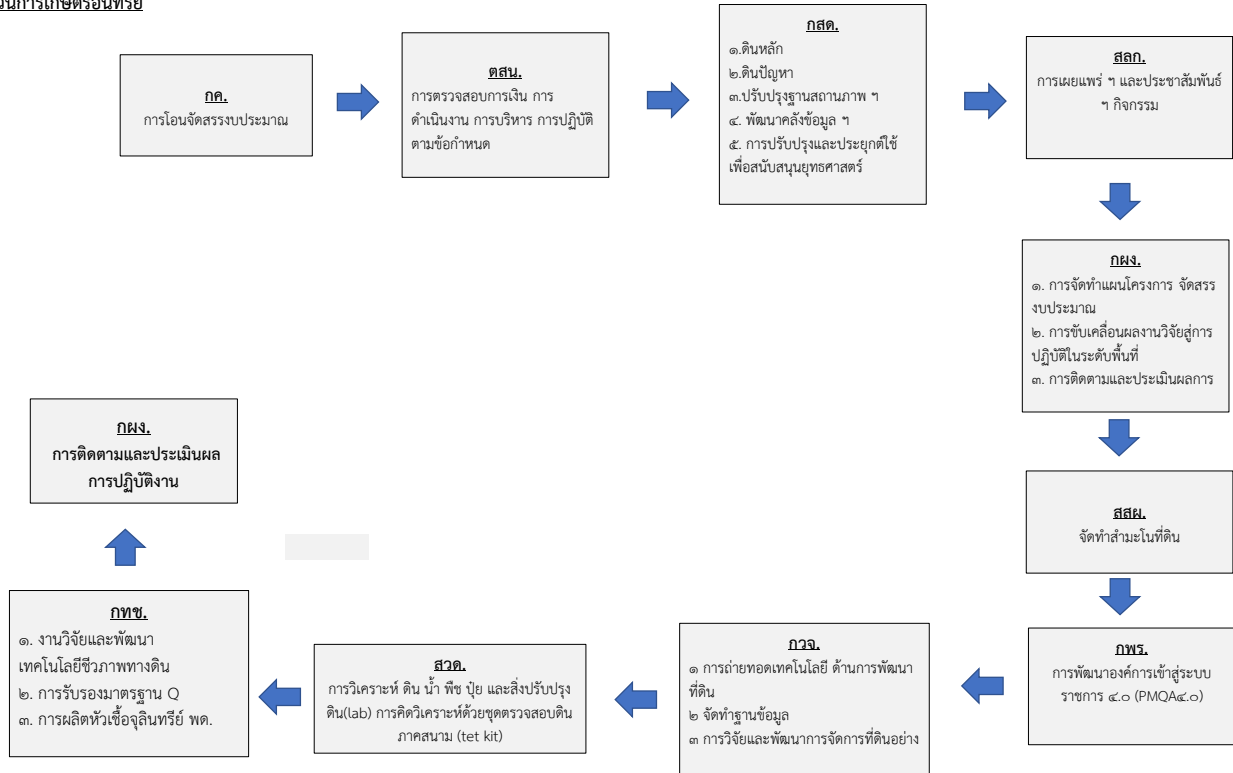 กค.
การโอนจัดสรรงบประมาณ
ตสน.
การตรวจสอบการเงิน การ
ดำเนินงาน การบริหาร การปฏิบัติ
ตามข้อกำหนด
กสด.
๑.ดินหลัก
๒.ดินปัญหา
๓.ปรับปรุงฐานสถานภาพ ฯ
๔. พัฒนาคลังข้อมูล ฯ
๕. การปรับปรุงและประยุกต์ใช้
เพื่อสนับสนุนยุทธศาสตร์
สลก.
การเผยแพร่ ฯ และประชาสัมพันธ์
ฯ กิจกรรม
กผง.
๑. การจัดทำแผนโครงการ จัดสรร
งบประมาณ
๒. การขับเคลื่อนผลงานวิจัยสู่การ
ปฏิบัติในระดับพื้นที่
๓. การติดตามและประเมินผลการ
สสผ.
จัดทำสำมะโนที่ดิน
กพร.
การพัฒนาองค์การเข้าสู่ระบบ
ราชการ ๔.๐ (PMQA๔.๐)
กวจ.
๑ การถ่ายทอดเทคโนโลยี ด้านการพัฒนา
ที่ดิน
๒ จัดทำฐานข้อมูล
๓ การวิจัยและพัฒนาการจัดการที่ดินอย่าง
สวด.
การวิเคราะห์ ดิน น้ำ พืช ปุ๋ย และสิ่งปรับปรุง
ดิน(lab) การคิดวิเคราะห์ด้วยชุดตรวจสอบดิน
ภาคสนาม (tet kit)
กทช.
๑. งานวิจัยและพัฒนา
เทคโนโลยีชีวภาพทางดิน
๒. การรับรองมาตรฐาน Q
๓. การผลิตหัวเชื้อจุลินทรีย์ พด.
กผง.
การติดตามและประเมินผล
การปฏิบัติงาน